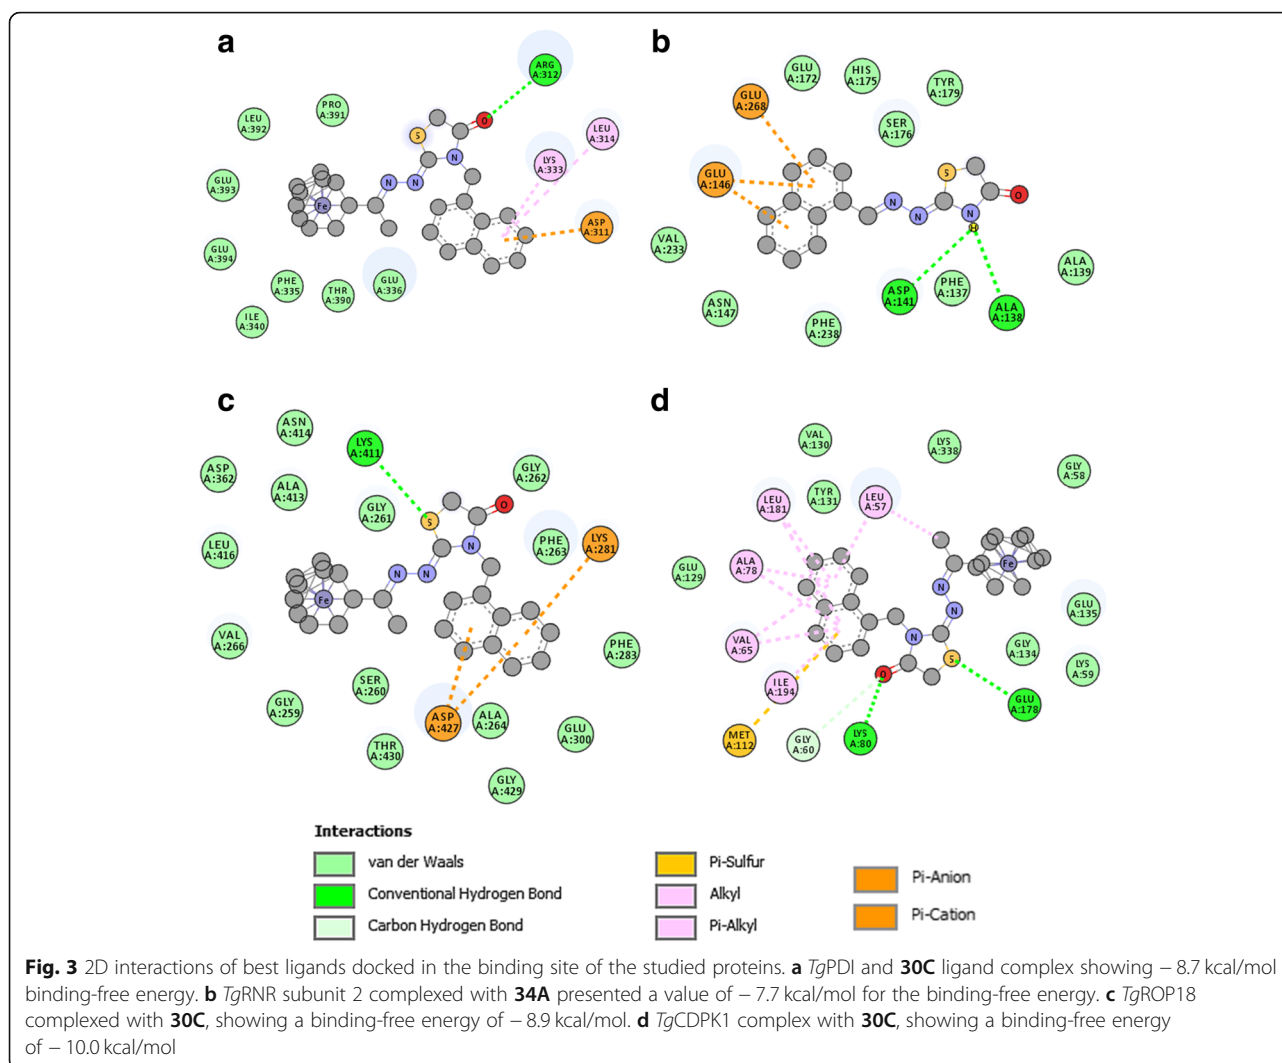 a
ARG
A:312
LEU
A:314
LYS
A:333
ASP
A:311
PRO
A:391
LEU
A:392
GLU
A:393
GLU
A:394
PHE
A:335
ILE
A:340
THR
A:390
GLU
A:336
S
O
N
N
N
Fe
b
GLU
A:172
HIS
A:175
TYR
A:179
GLU
A:268
SER
A:176
GLU
A:146
VAL
A:233
ASN
A:147
PHE
A:238
ASP
A:141
PHE
A:137
ALA
A:138
ALA
A:139
S
O
N
N
N
H
c
ASN
A:414
LYS
A:411
ASP
A:362
ALA
A:413
GLY
A:261
GLY
A:262
LEU
A:416
PHE
A:263
LYS
A:281
VAL
A:266
PHE
A:283
SER
A:260
GLY
A:259
ASP
A:427
ALA
A:264
GLU
A:300
THR
A:430
GLY
A:429
S
O
N
N
N
Fe
d
VAL
A:130
LYS
A:338
GLY
A:58
LEU
A:181
TYR
A:131
LEU
A:57
GLU
A:129
ALA
A:78
GLU
A:135
VAL
A:65
GLY
A:134
LYS
A:59
ILE
A:194
GLU
A:178
MET
A:112
GLY
A:60
LYS
A:80
Fe
N
N
N
S
O
Interactions
van der Waals
Conventional Hydrogen Bond
Carbon Hydrogen Bond
Pi-Sulfur
Alkyl
Pi-Alkyl
Pi-Anion
Pi-Cation
Fig. 3 2D interactions of best ligands docked in the binding site of the studied proteins. a TgPDI and 30C ligand complex showing − 8.7 kcal/mol
binding-free energy. b TgRNR subunit 2 complexed with 34A presented a value of − 7.7 kcal/mol for the binding-free energy. c TgROP18
complexed with 30C, showing a binding-free energy of − 8.9 kcal/mol. d TgCDPK1 complex with 30C, showing a binding-free energy
of − 10.0 kcal/mol